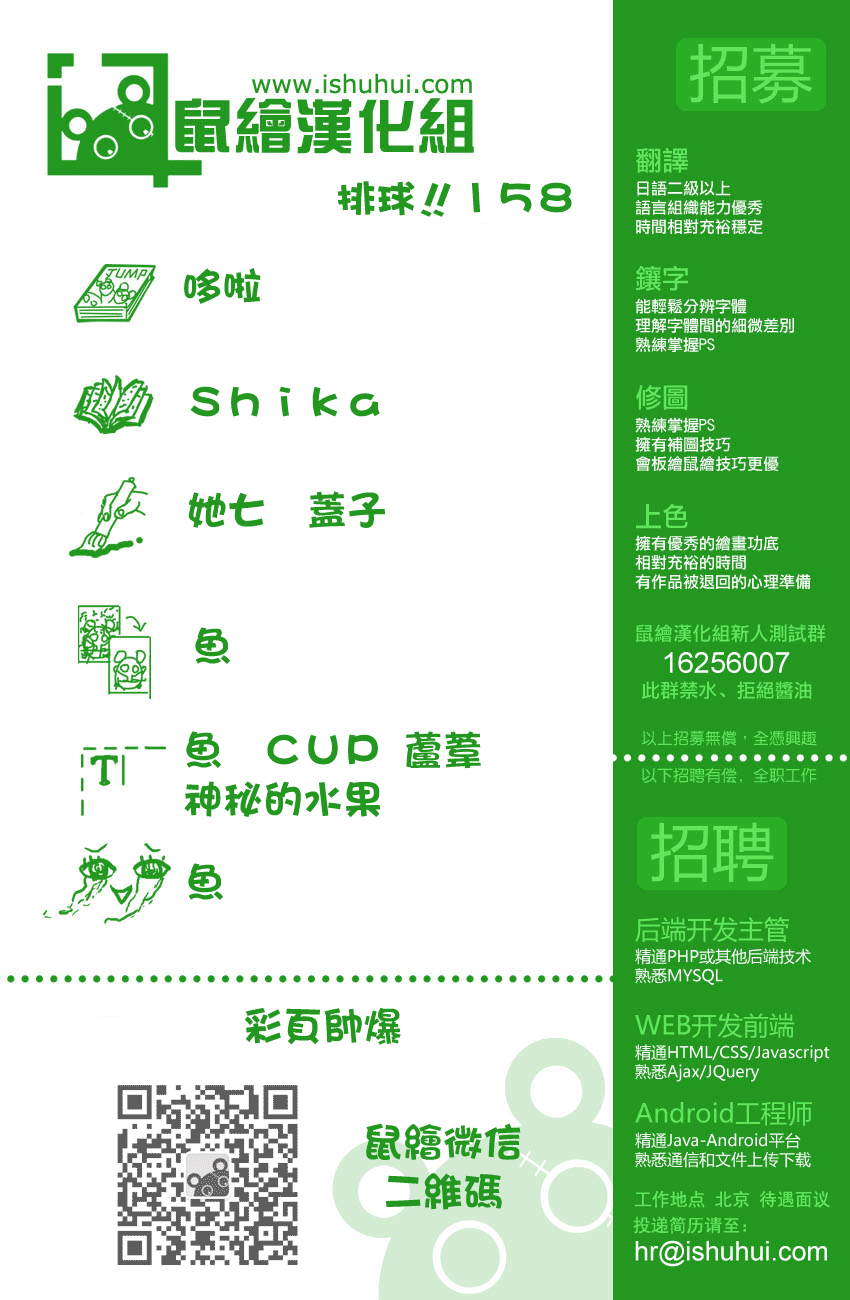 www.ishuhui.com
鼠繪漢化組
排球!!158
JUMP
哆啦
Shika
她七 蓋子
魚
T
魚 CUP 蘆葦
神秘的水果
魚
彩頁帥爆
鼠繪微信
二維碼
招募
翻譯
日語二級以上
語言組織能力優秀
時間相對充裕穩定
鑲字
能輕鬆分辨字體
理解字體間的細微差別
熟練掌握PS
修圖
熟練掌握PS
擁有補圖技巧
會板繪鼠繪技巧更優
上色
擁有優秀的繪畫功底
相對充裕的時間
有作品被退回的心理準備
鼠繪漢化組新人測試群
16256007
此群禁水、拒絕醬油
以上招募無償，全憑興趣
以下招聘有偿，全职工作
招聘
后端开发主管
精通PHP或其他后端技术
熟悉MYSQL
WEB开发前端
精通HTML/CSS/Javascript
熟悉Ajax/JQuery
Android工程师
精通Java-Android平台
熟悉通信和文件上传下载
工作地点 北京 待遇面议
投递简历请至：
hr@ishuhui.com